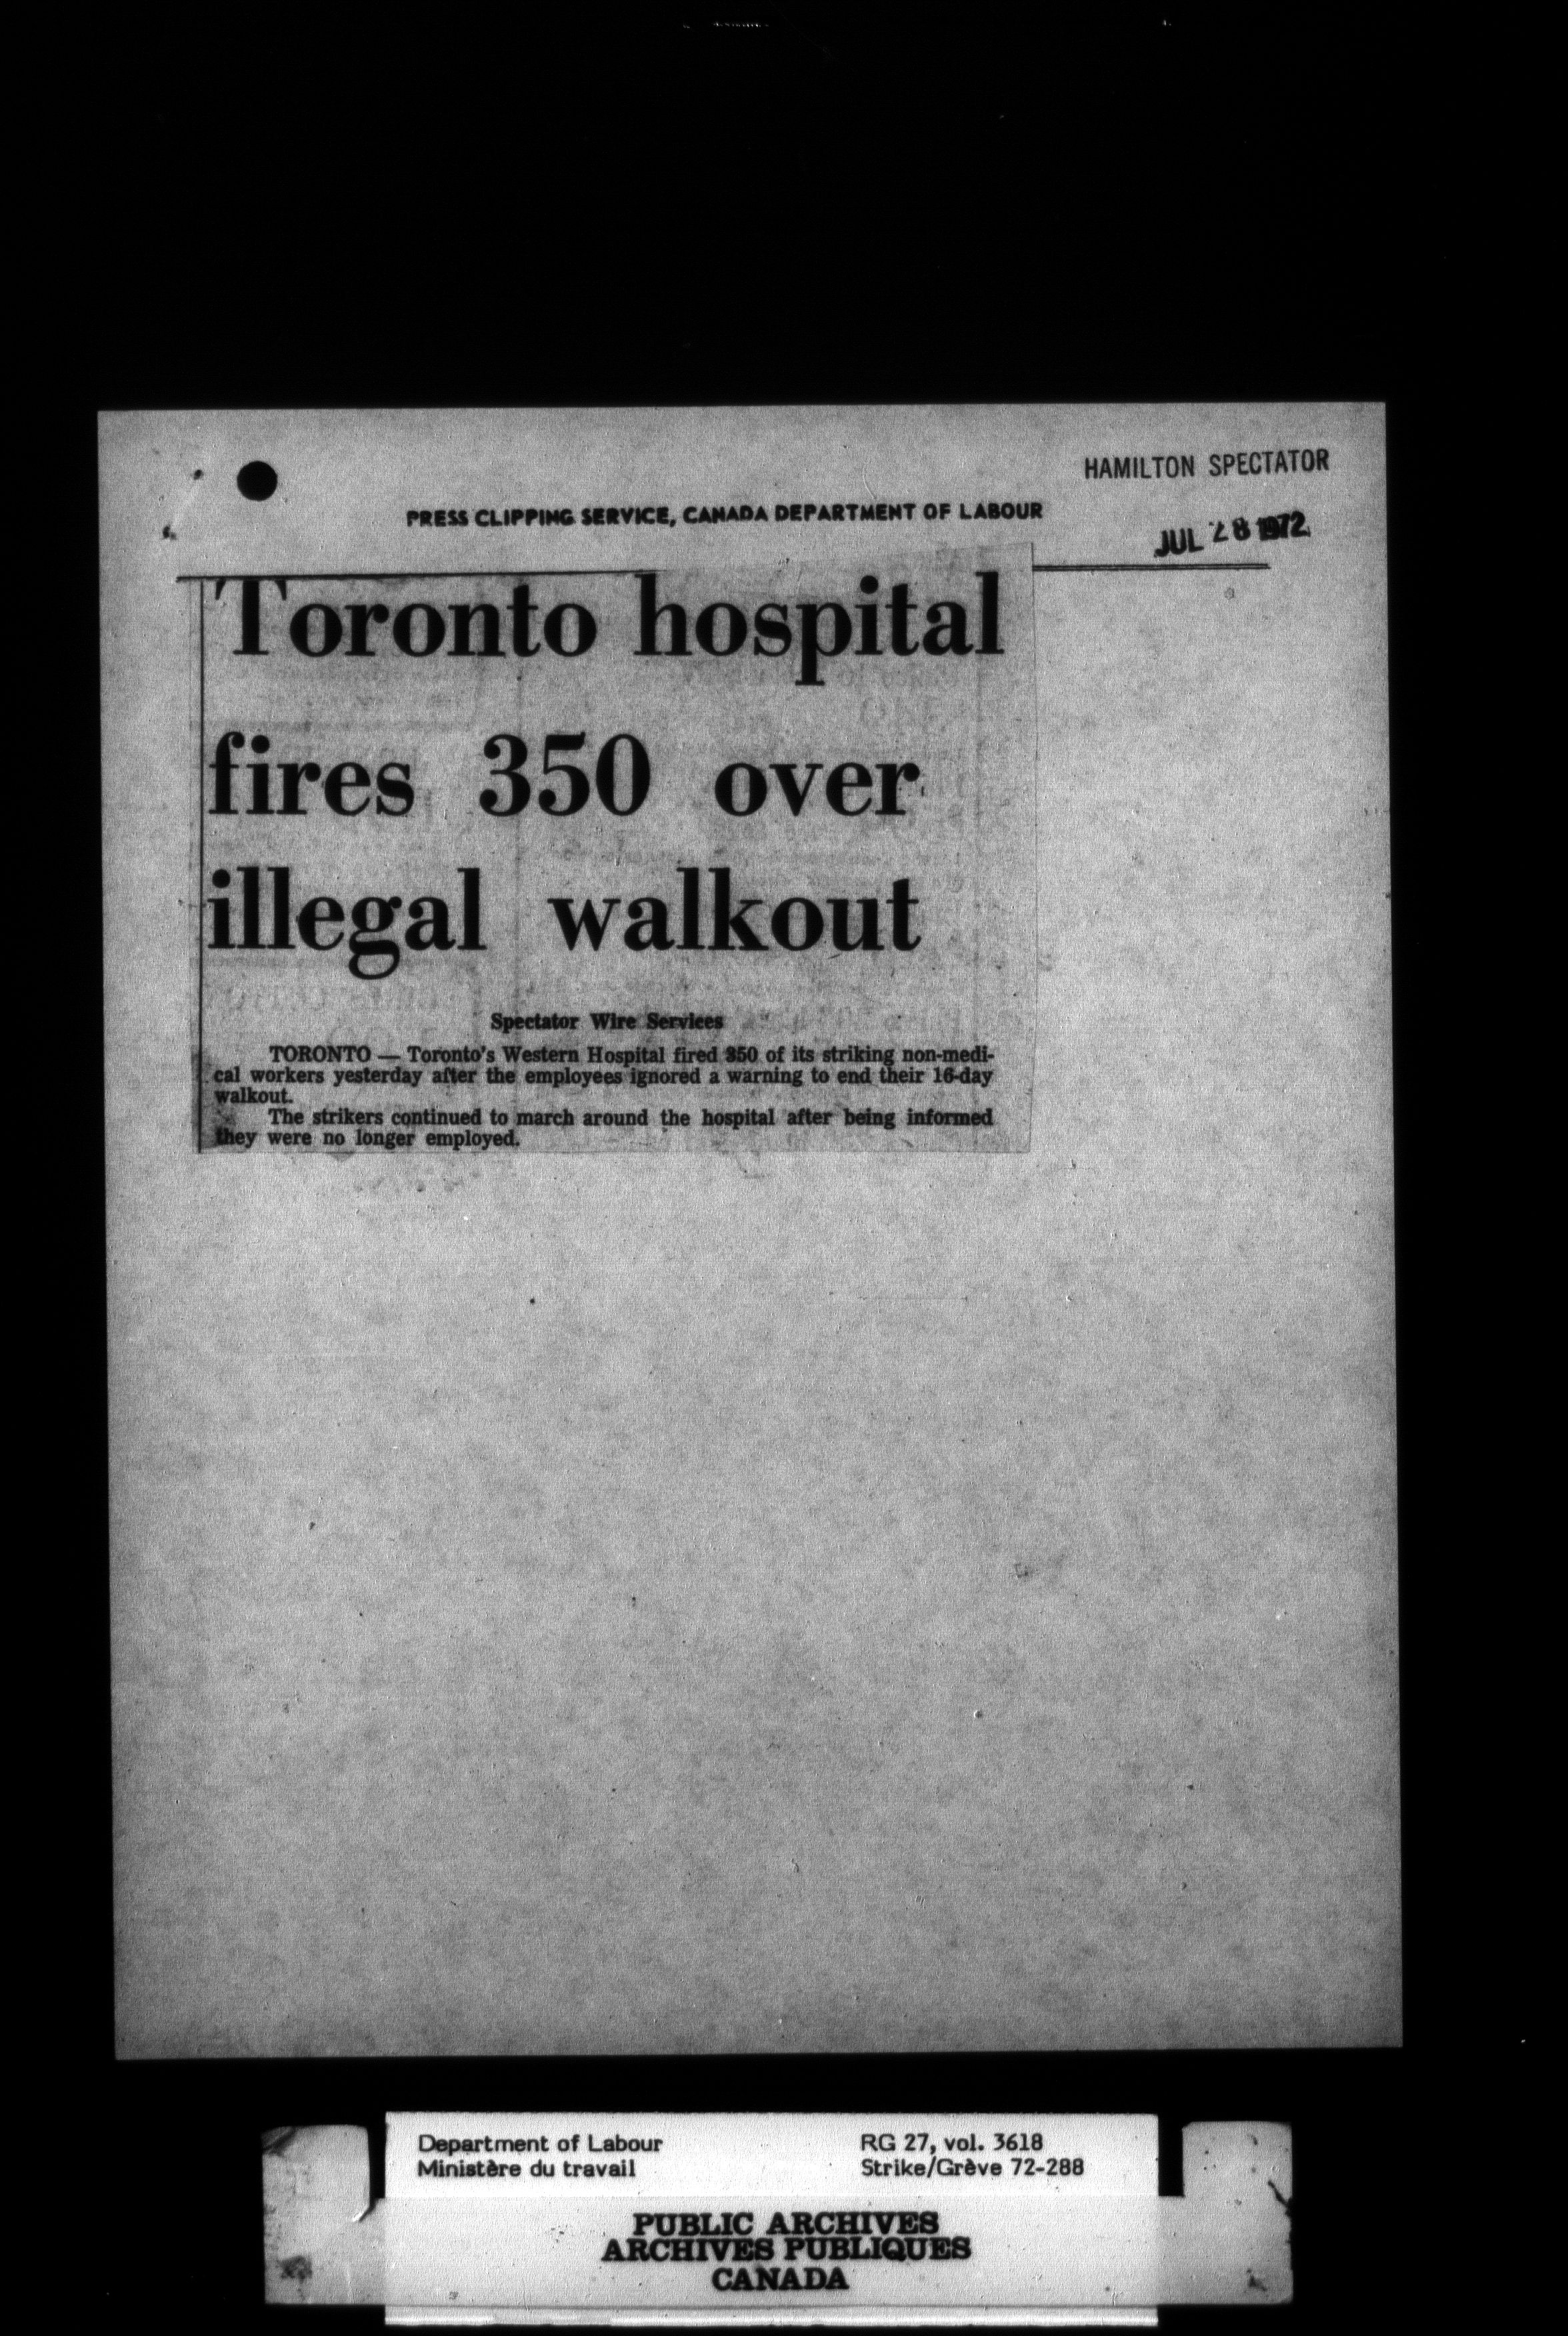 HAMILTON SPECTATOR
PRESS CLIPPING SERVICE, CANADA DEPARTMENT OF LABOUR
JUL 28 1972
Toronto hospital
fires 350 over
illegal walkout
Spectator Wire Services
TORONTO — Toronto's Western Hospital fired 350 of its striking non-medi-
cal workers yesterday after the employees ignored a warning to end their 16-day
walkout.
The strikers continued to march around the hospital after being informed
they were no longer employed.
Department of Labour
Ministère du travail
RG 27, vol. 3618
Strike/Grève 72-288
PUBLIC ARCHIVES
ARCHIVES PUBLIQUES
CANADA